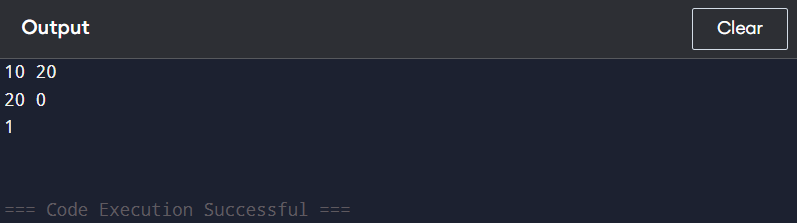 Output
Clear
10 20
20 0
1
=== Code Execution Successful ===